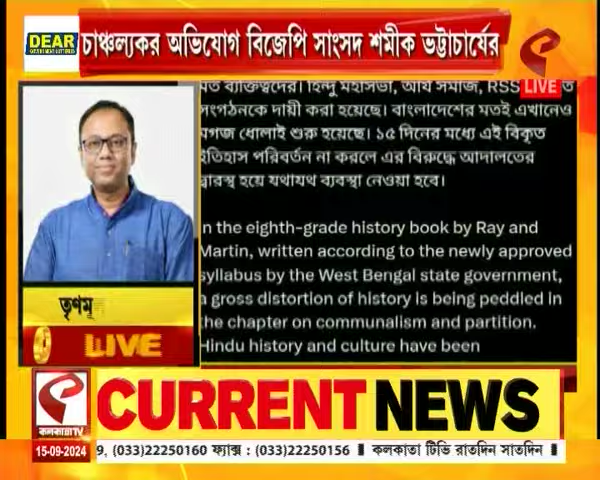 DEAR
GOVERNMENT LOTTERIES
চাঞ্চল্যকর অভিযোগ বিজেপি সাংসদ শমীক ভট্টাচার্যের
LIVE
মত ব্যক্তিত্বদের। হিন্দু মহাসভা, আর্য সমাজ, RSS ত
সংগঠনকে দায়ী করা হয়েছে। বাংলাদেশের মতই এখানেও
মগজ ধোলাই শুরু হয়েছে। ১৫ দিনের মধ্যে এই বিকৃত
ইতিহাস পরিবর্তন না করলে এর বিরুদ্ধে আদালতের
দ্বারস্থ হয়ে যথাযথ ব্যবস্থা নেওয়া হবে।
In the eighth-grade history book by Ray and
Martin, written according to the newly approved
syllabus by the West Bengal state government,
a gross distortion of history is being peddled in
the chapter on communalism and partition.
Hindu history and culture have been
তৃণমূ
LIVE
CURRENT NEWS
কলকাতা TV
15-09-2024
9, (033)22250160 ফ্যাক্স : (033)22250156 ▮ কলকাতা টিভি রাতদিন সাতদিন ▮